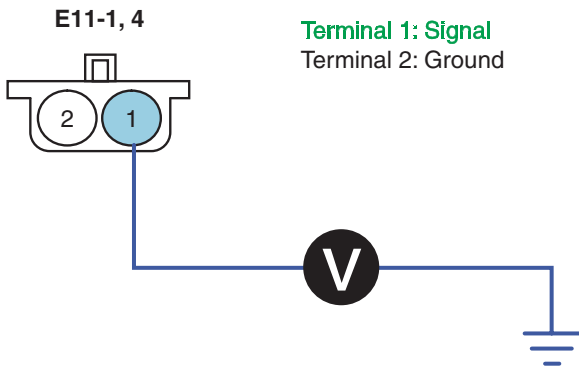 E11-1, 4
Terminal 1: Signal
Terminal 2: Ground
2 1
V